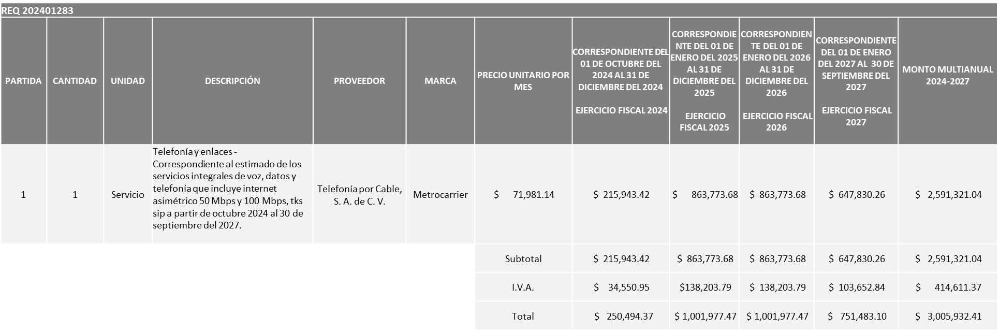 REQ 202401283
PARTIDA
CANTIDAD
UNIDAD
DESCRIPCIÓN
PROVEEDOR
MARCA
PRECIO UNITARIO POR
MES
CORRESPONDIENTE DEL
01 DE OCTUBRE DEL
2024 AL 31 DE
DICIEMBRE DEL 2024
EJERCICIO FISCAL 2024
CORRESPONDIE
NTE DEL 01 DE
ENERO DEL 2025
AL 31 DE
DICIEMBRE DEL
2025
EJERCICIO
FISCAL 2025
CORRESPONDIEN
TE DEL 01 DE
ENERO DEL 2026
AL 31 DE
DICIEMBRE DEL
2026
EJERCICIO FISCAL
2026
CORRESPONDIENTE
DEL 01 DE ENERO
DEL 2027 AL 30 DE
SEPTIEMBRE DEL
2027
EJERCICIO FISCAL
2027
MONTO MULTIANUAL
2024-2027
1
1
Servicio
Telefonía y enlaces -
Correspondiente al estimado de los
servicios integrales de voz, datos y
telefonía que incluye internet
asimétrico 50 Mbps y 100 Mbps, tks
sip a partir de octubre 2024 al 30 de
septiembre del 2027.
Telefonía por Cable,
S. A. de C. V.
Metrocarrier
$ 71,981.14
$ 215,943.42
$ 863,773.68
$ 863,773.68
$ 647,830.26
$ 2,591,321.04
Subtotal
$ 215,943.42
$ 863,773.68
$ 863,773.68
$ 647,830.26
$ 2,591,321.04
I.V.A.
$ 34,550.95
$138,203.79
$ 138,203.79
$ 103,652.84
$ 414,611.37
Total
$ 250,494.37
$ 1,001,977.47
$ 1,001,977.47
$ 751,483.10
$ 3,005,932.41